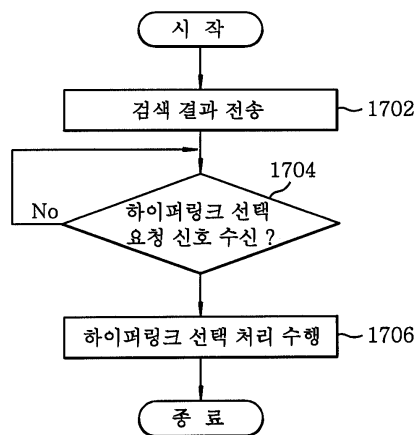 시 작
검색 결과 전송
1702
1704
No
하이퍼링크 선택
요청 신호 수신 ?
하이퍼링크 선택 처리 수행
1706
종 료